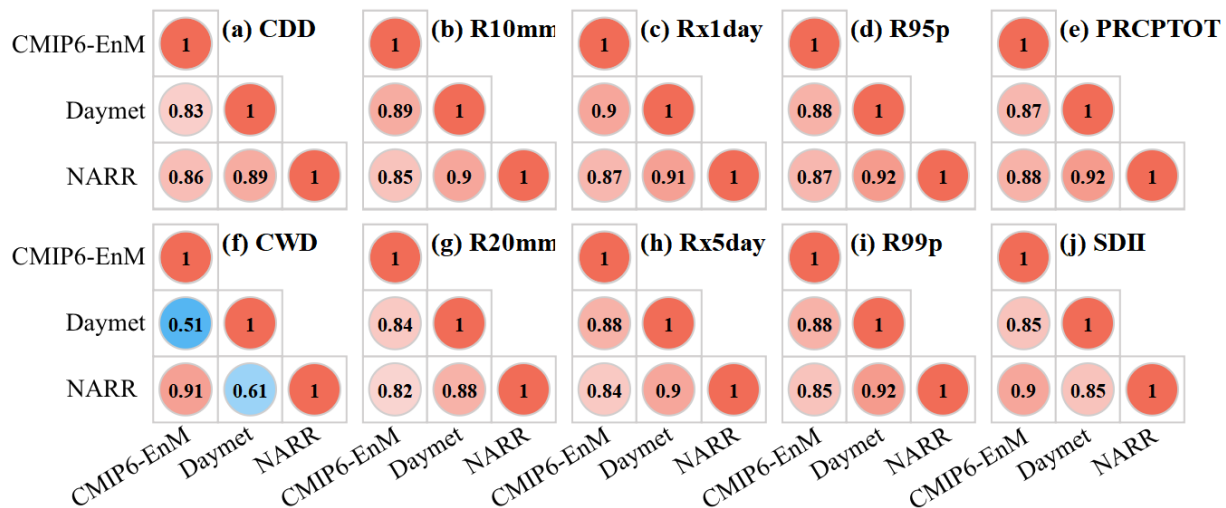 (a) CDD (b) R10mm (c) Rx1day (d) R95p (e) PRCPTOT
CMIP6-EnM 1 1 1 1 1
Daymet 0.83 1 0.89 1 0.9 1 0.88 1 0.87 1
NARR 0.86 0.89 1 0.85 0.9 1 0.87 0.91 1 0.87 0.92 1 0.88 0.92 1
(f) CWD (g) R20mm (h) Rx5day (i) R99p (j) SDII
CMIP6-EnM 1 1 1 1 1
Daymet 0.51 1 0.84 1 0.88 1 0.88 1 0.85 1
NARR 0.91 0.61 1 0.82 0.88 1 0.84 0.9 1 0.85 0.92 1 0.9 0.85 1
CMIP6-EnM Daymet NARR CMIP6-EnM Daymet NARR CMIP6-EnM Daymet NARR CMIP6-EnM Daymet NARR CMIP6-EnM Daymet NARR